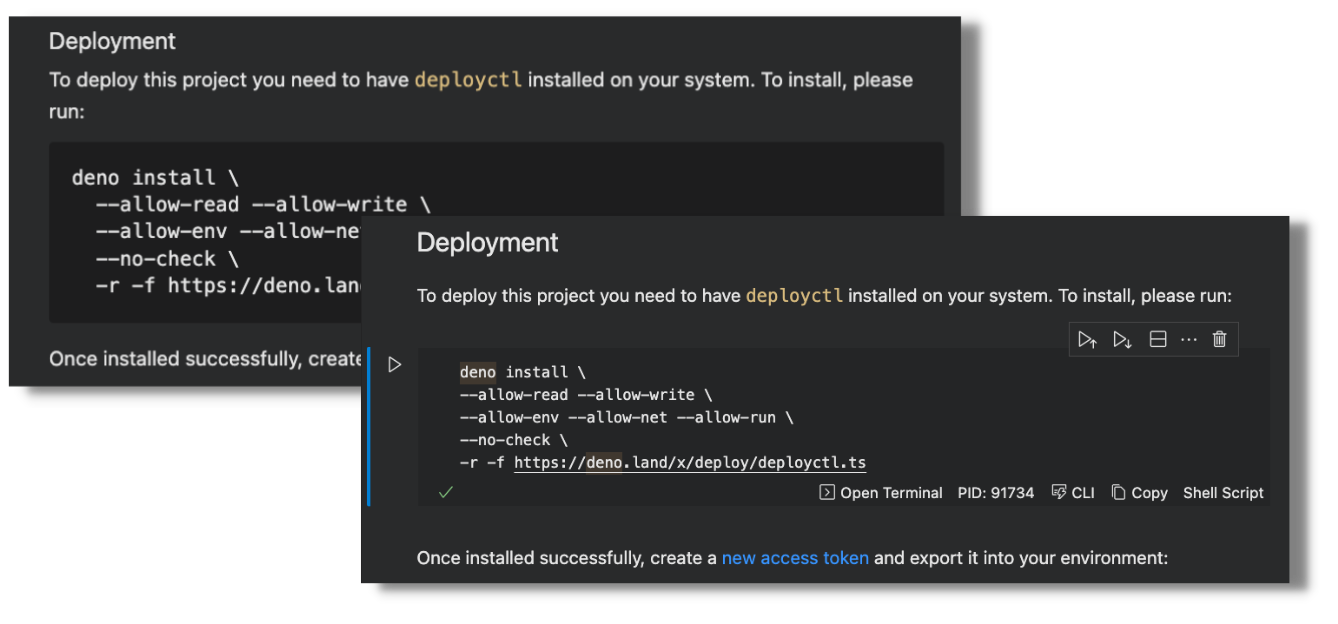 Deployment
To deploy this project you need to have deployctl installed on your system. To install, please
run:
deno install \
--allow-read --allow-write \
--allow-env --allow-net
--no-check \
-r -f https://deno.lan
Once installed successfully, create
Deployment
To deploy this project you need to have deployctl installed on your system. To install, please run:
deno install \
--allow-read --allow-write \
--allow-env --allow-net --allow-run \
--no-check \
-r -f https://deno.land/x/deploy/deployctl.ts
Open Terminal PID: 91734 CLI Copy Shell Script
Once installed successfully, create a new access token and export it into your environment: